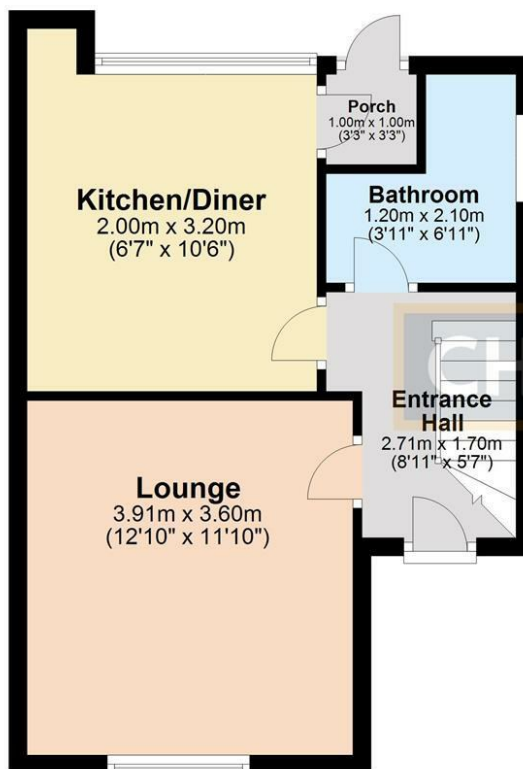 Porch
1.00m x 1.00m
(3'3" x 3'3")
Kitchen/Diner
2.00m x 3.20m
(6'7" x 10'6")
Bathroom
1.20m x 2.10m
(3'11" x 6'11")
CH
Entrance
Hall
2.71m x 1.70m
(8'11" x 5'7")
Lounge
3.91m x 3.60m
(12'10" x 11'10")